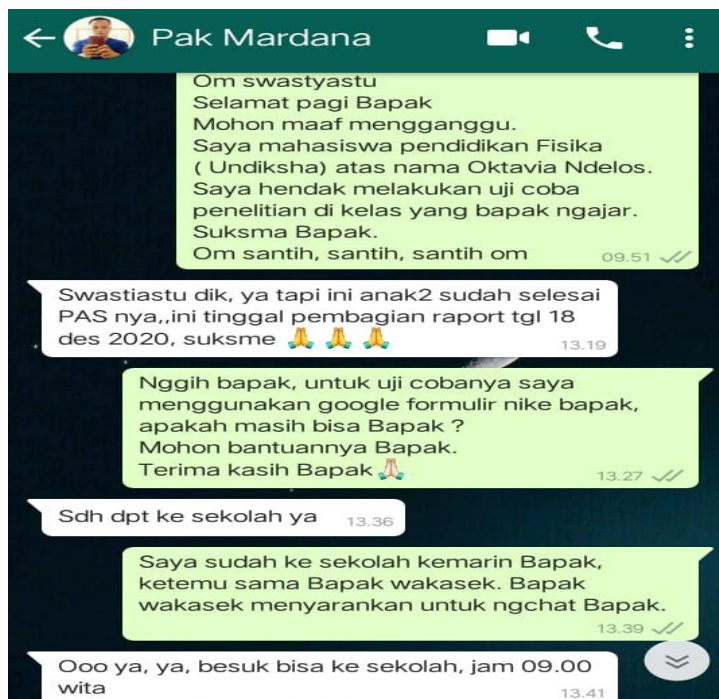 Pak Mardana
Om swastyastu
Selamat pagi Bapak
Mohon maaf mengganggu.
Saya mahasiswa pendidikan Fisika
( Undiksha) atas nama Oktavia Ndelos.
Saya hendak melakukan uji coba
penelitian di kelas yang bapak ngajar.
Suksma Bapak.
Om santih, santih, santih om 09.51
Swastiastu dik, ya tapi ini anak2 sudah selesai
PAS nya,,ini tinggal pembagian raport tgl 18
des 2020, suksme 🙏 🙏 🙏 13.19
Nggih bapak, untuk uji cobanya saya
menggunakan google formulir nike bapak,
apakah masih bisa Bapak ?
Mohon bantuannya Bapak.
Terima kasih Bapak 🙏 13.27
Sdh dpt ke sekolah ya 13.36
Saya sudah ke sekolah kemarin Bapak,
ketemu sama Bapak wakasek. Bapak
wakasek menyarankan untuk ngchat Bapak.
13.39
Ooo ya, ya, besuk bisa ke sekolah, jam 09.00
wita 13.41